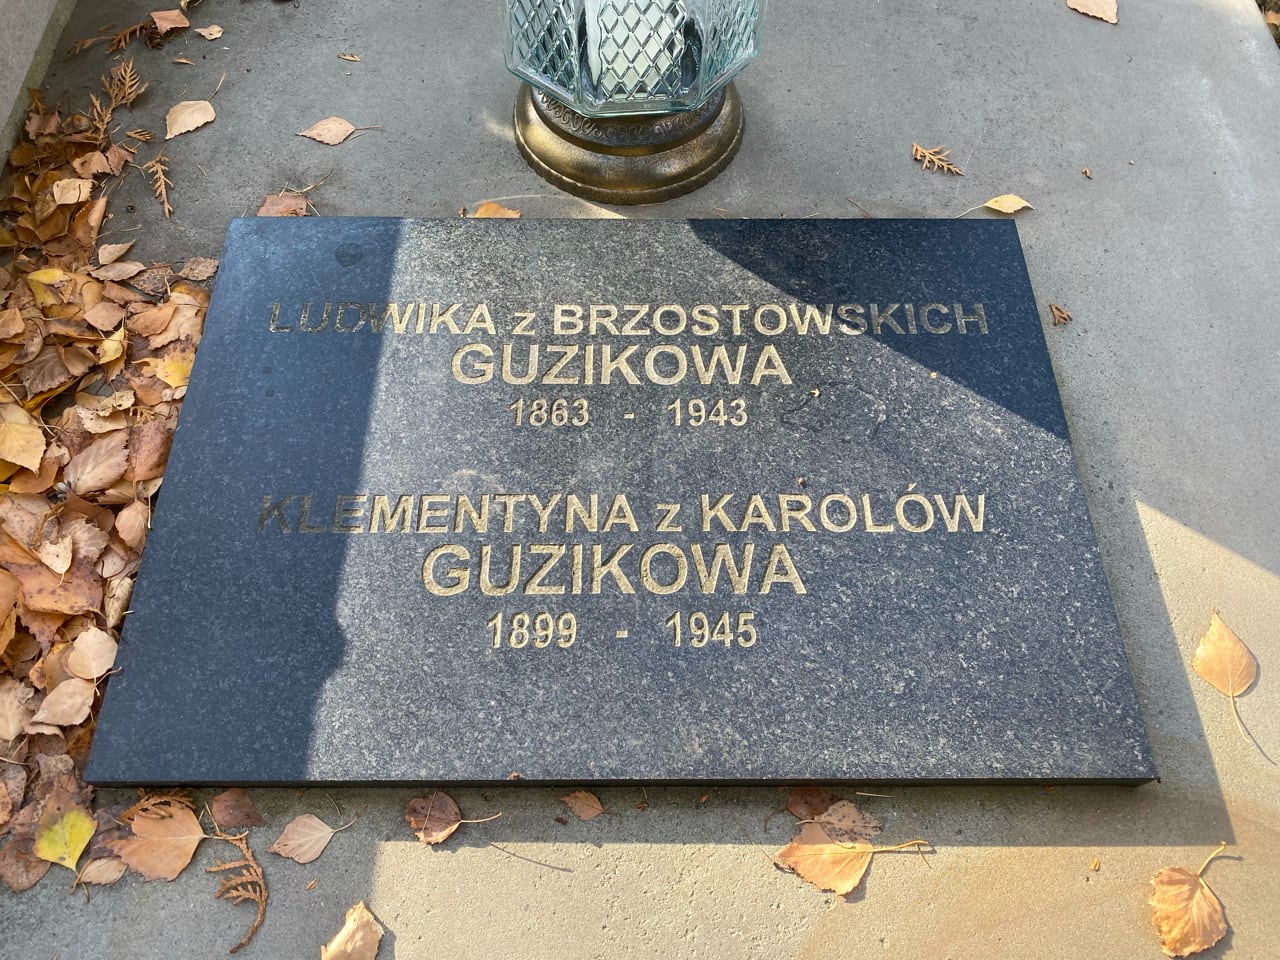 LUDWIKA z BRZOSTOWSKICH
GUZIKOWA
1863 - 1943
KLEMENTYNA z KAROLÓW
GUZIKOWA
1899 - 1945